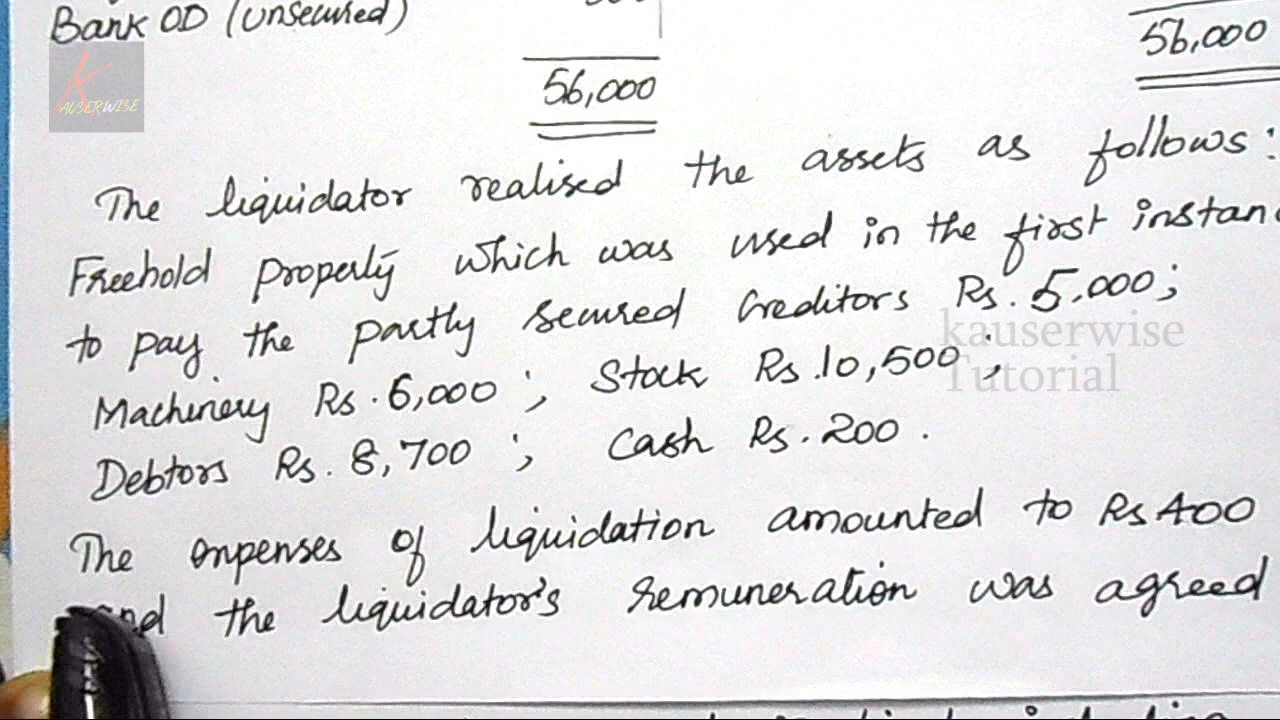 Bank OD (Unsecured)
56,000
56,000
K
AUSERWISE
The liquidator realised the assets as follows:
Freehold property which was used in the first instan
to pay the partly secured creditors Rs. 5,000;
kauserwise
Tutorial
Machinery Rs. 6,000; Stock Rs. 10,500;
Debtors Rs. 8,700; Cash Rs. 200.
The expenses of liquidation amounted to Rs 400
and the liquidator's remuneration was agreed